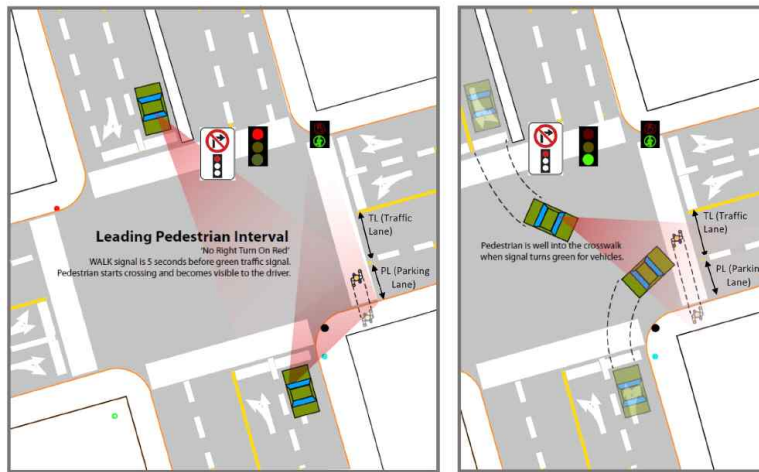 Leading Pedestrian Interval
'No Right Turn On Red'
WALK signal is 5 seconds before green traffic signal.
Pedestrian starts crossing and becomes visible to the driver.
TL (Traffic
Lane)
PL (Parking
Lane)
Pedestrian is well into the crosswalk
when signal turns green for vehicles.
TL (Traffic
Lane)
PL (Parkin
Lane)